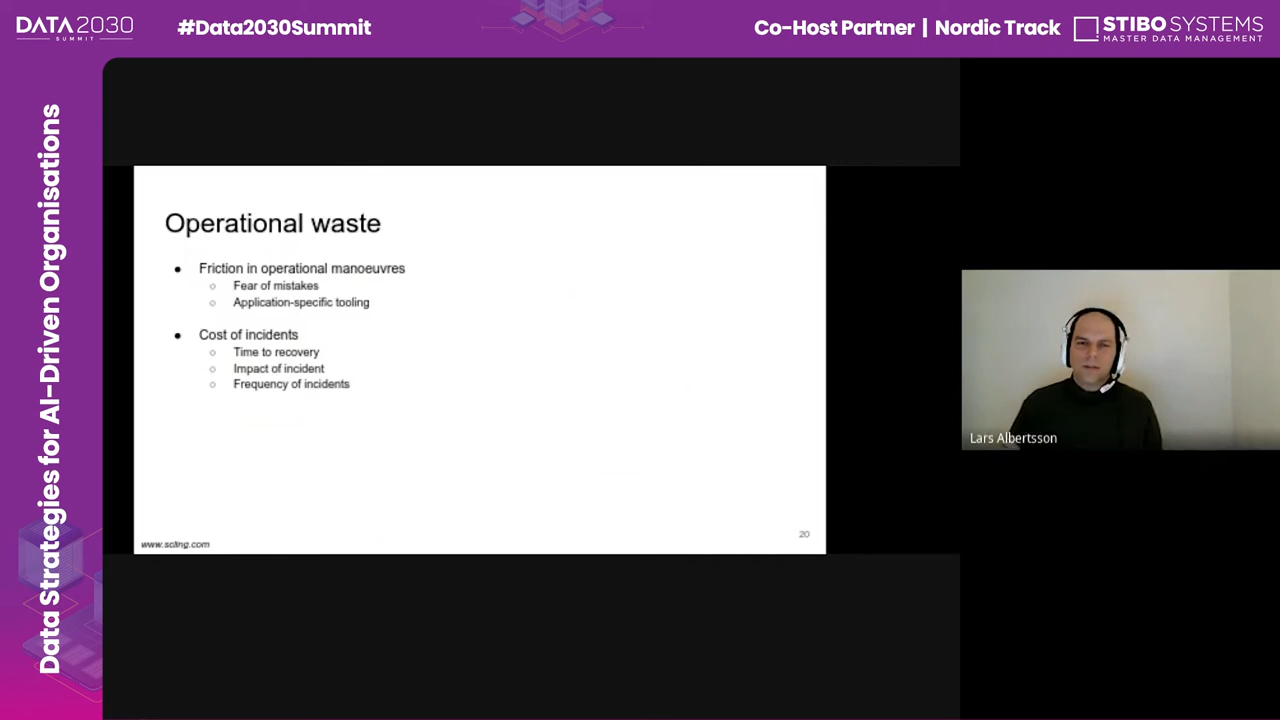 DATA2030
SUMMIT
#Data2030Summit
Co-Host Partner | Nordic Track
STIBO SYSTEMS
MASTER DATA MANAGEMENT
Data Strategies for AI-Driven Organisations
Operational waste
● Friction in operational manoeuvres
○ Fear of mistakes
○ Application-specific tooling
● Cost of incidents
○ Time to recovery
○ Impact of incident
○ Frequency of incidents
www.scling.com
20
Lars Albertsson